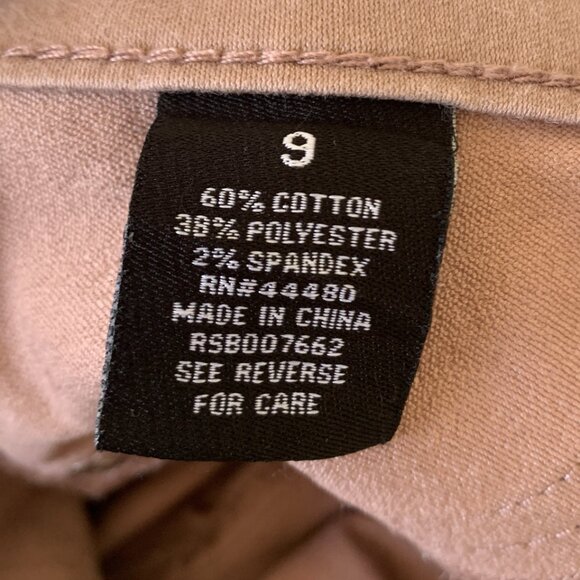 9
60% COTTON
38% POLYESTER
2% SPANDEX
RN#44480
MADE IN CHINA
RSB007662
SEE REVERSE
FOR CARE